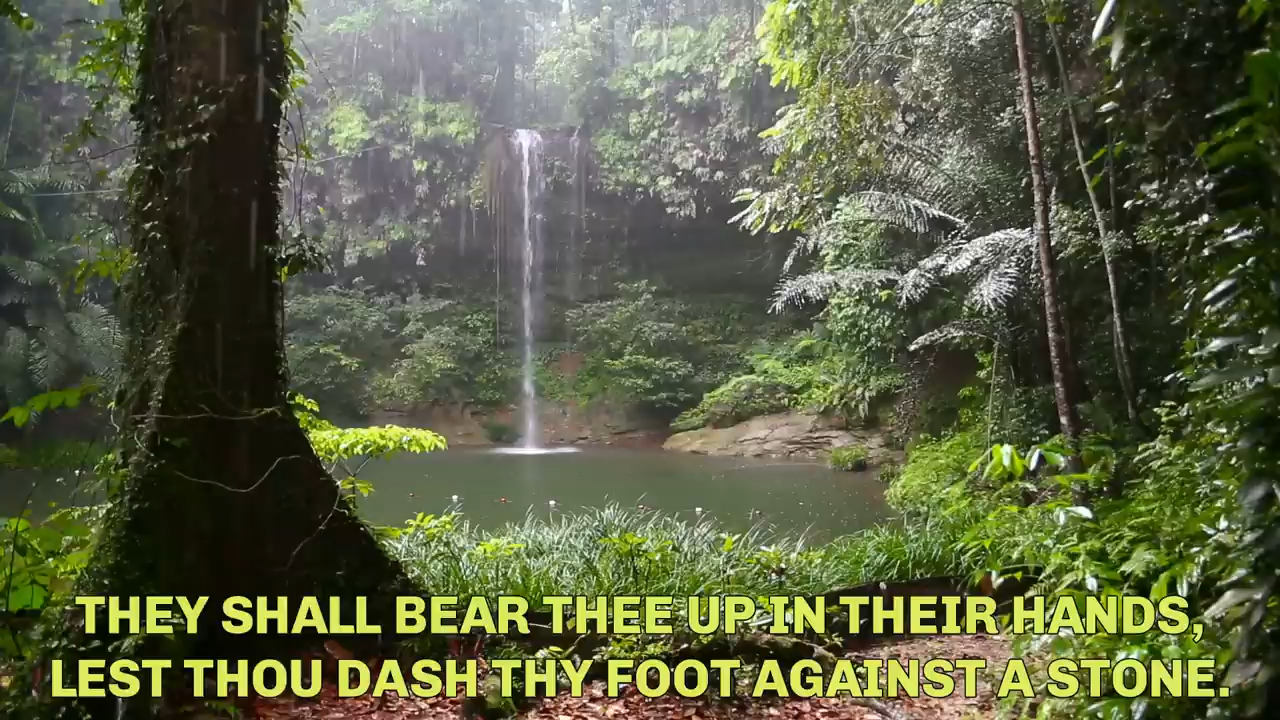 THEY SHALL BEAR THEE UP IN THEIR HANDS,
LEST THOU DASH THY FOOT AGAINST A STONE.